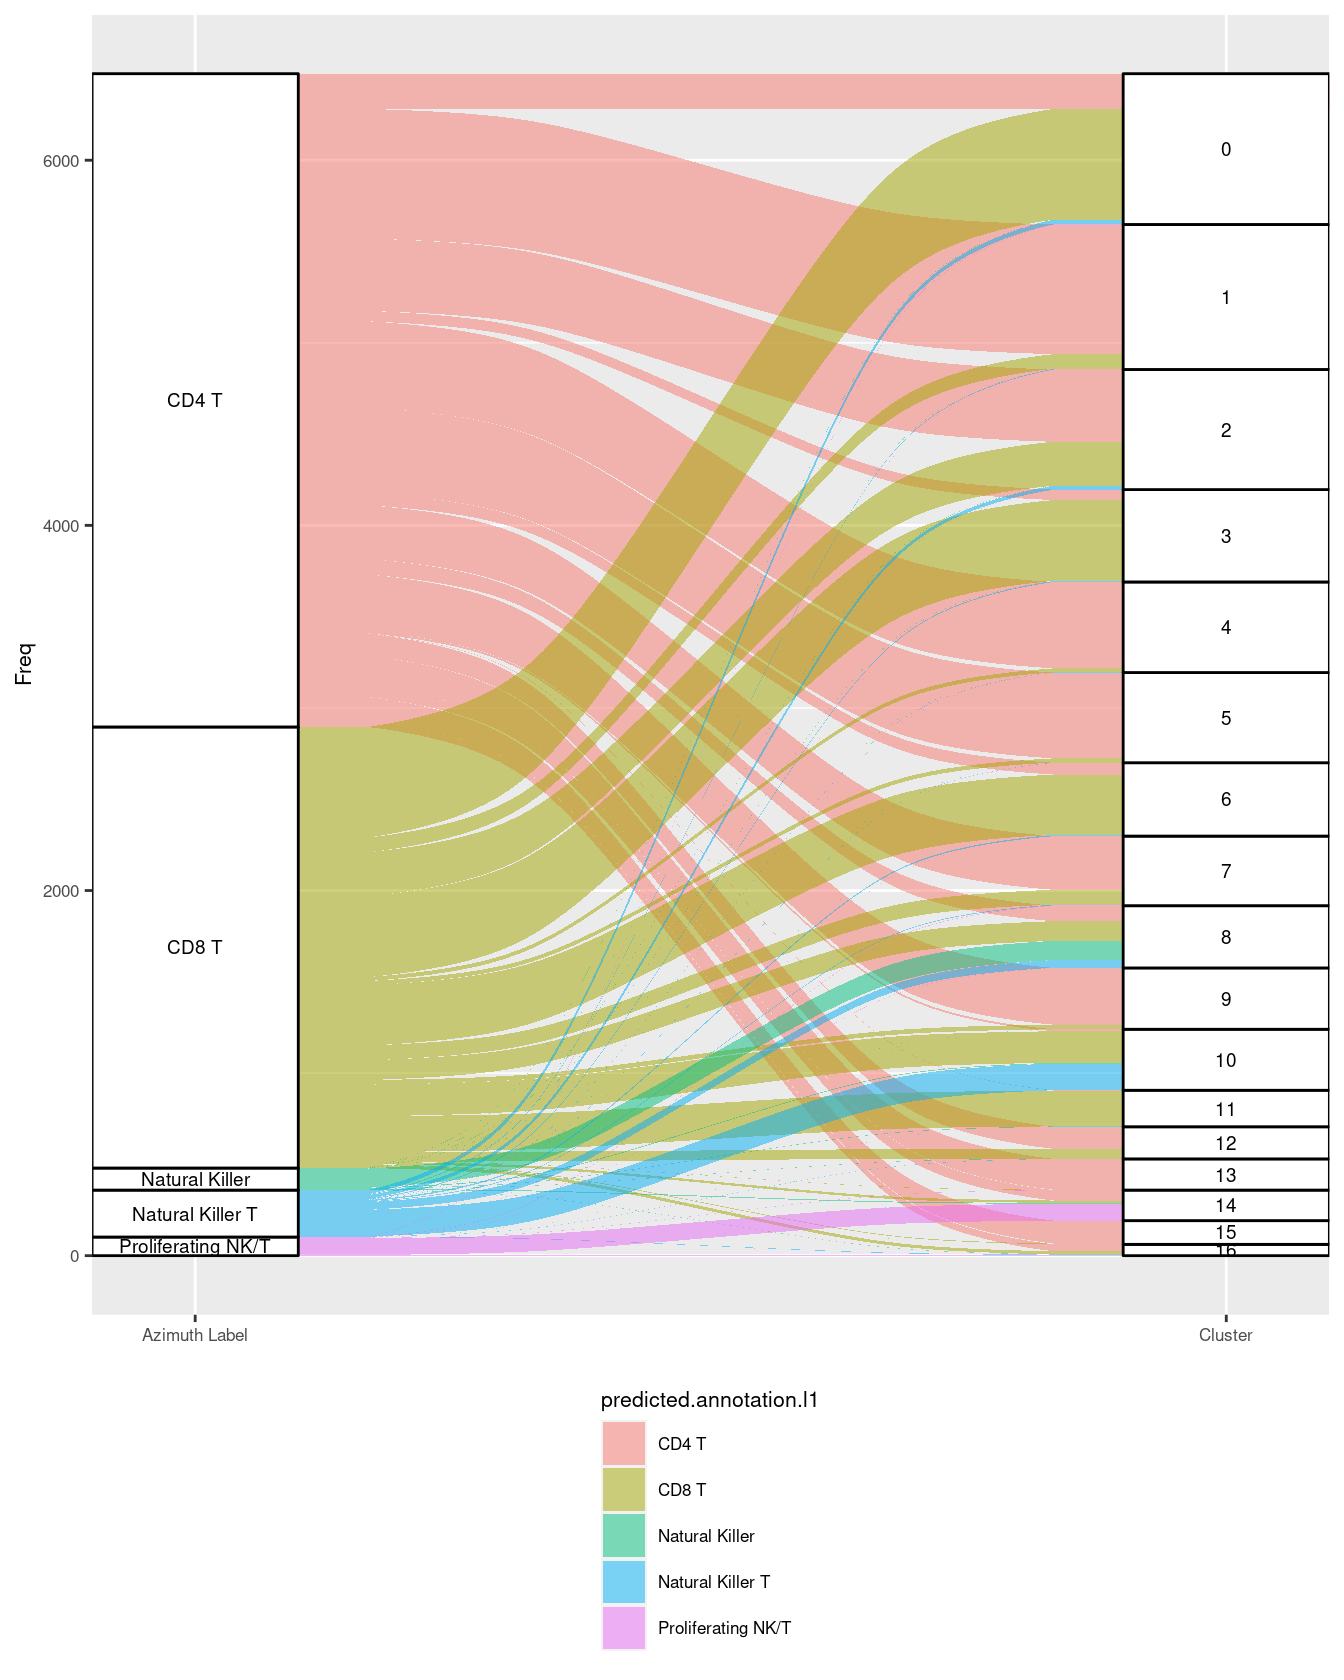 Freq
6000
4000
2000
0
CD4 T
CD8 T
Natural Killer
Natural Killer T
Proliferating NK/T
0
1
2
3
4
5
6
7
8
9
10
11
12
13
14
15
16
Azimuth Label
Cluster
predicted.annotation.l1
CD4 T
CD8 T
Natural Killer
Natural Killer T
Proliferating NK/T